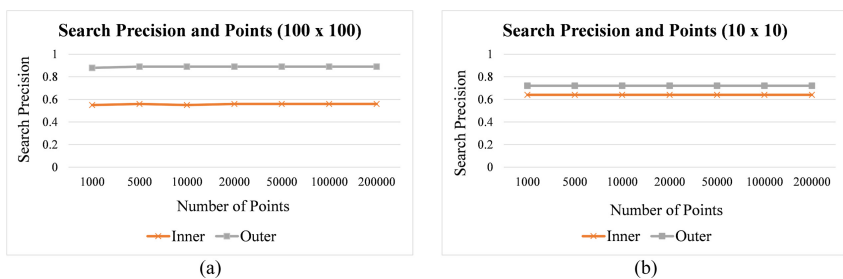 Search Precision and Points (100 x 100)
1
0.8
0.6
0.4
0.2
0
Search Precision
1000 5000 10000 20000 50000 100000 200000
Number of Points
Inner Outer
(a)
Search Precision and Points (10 x 10)
1
0.8
0.6
0.4
0.2
0
Search Precision
1000 5000 10000 20000 50000 100000 200000
Number of Points
Inner Outer
(b)